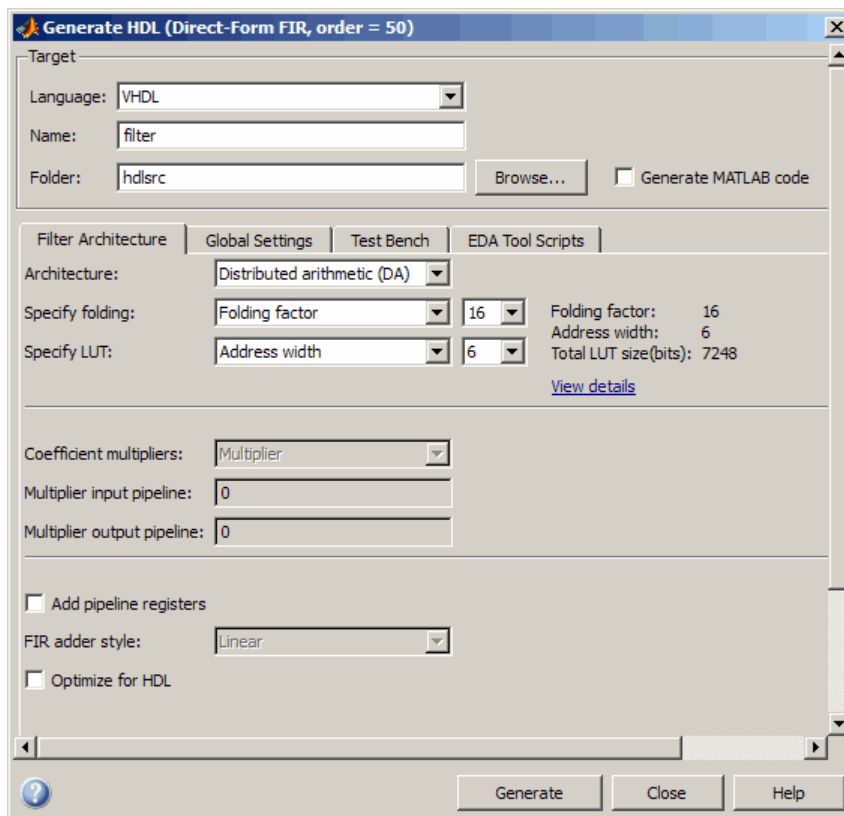 Generate HDL (Direct-Form FIR, order = 50)
Target
Language: VHDL
Name: filter
Folder: hdlsrc Browse... Generate MATLAB code
Filter Architecture Global Settings Test Bench EDA Tool Scripts
Architecture: Distributed arithmetic (DA)
Specify folding: Folding factor 16 Folding factor: 16
Address width: 6
Specify LUT: Address width 6 Total LUT size(bits): 7248
View details
Coefficient multipliers: Multiplier
Multiplier input pipeline: 0
Multiplier output pipeline: 0
Add pipeline registers
FIR adder style: Linear
Optimize for HDL
? Generate Close Help